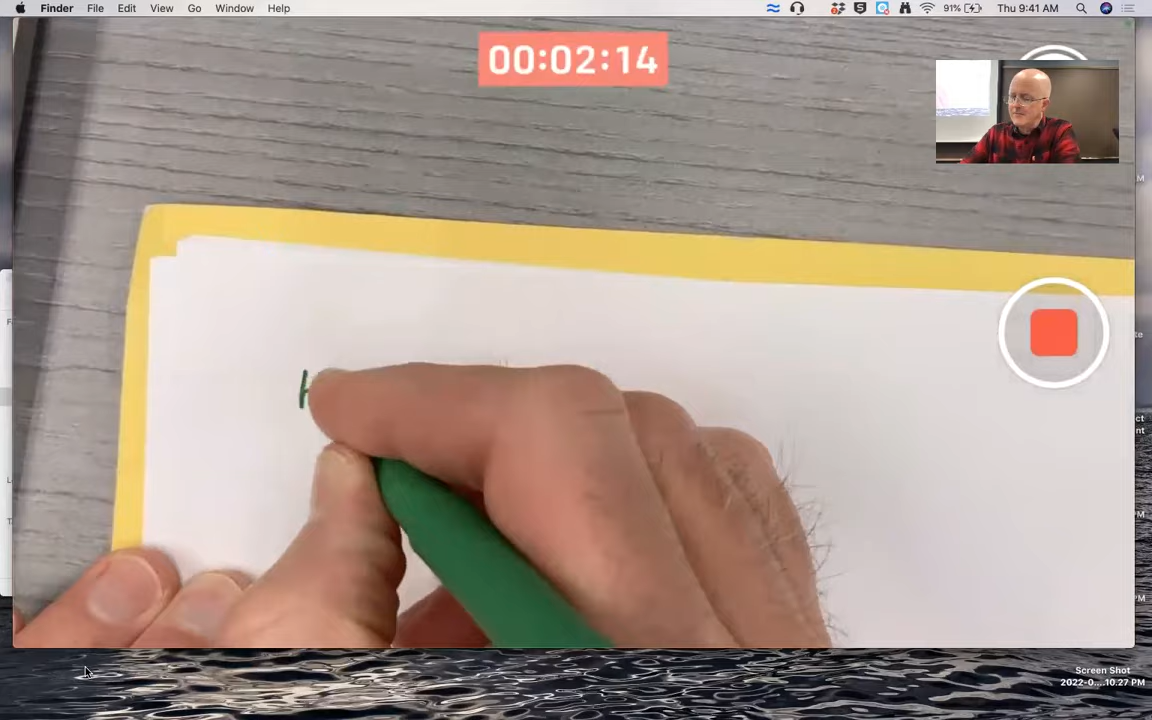 Finder File Edit View Go Window Help 91% Thu 9:41 AM
00:02:14
Screen Shot
2022-0....10.27 PM